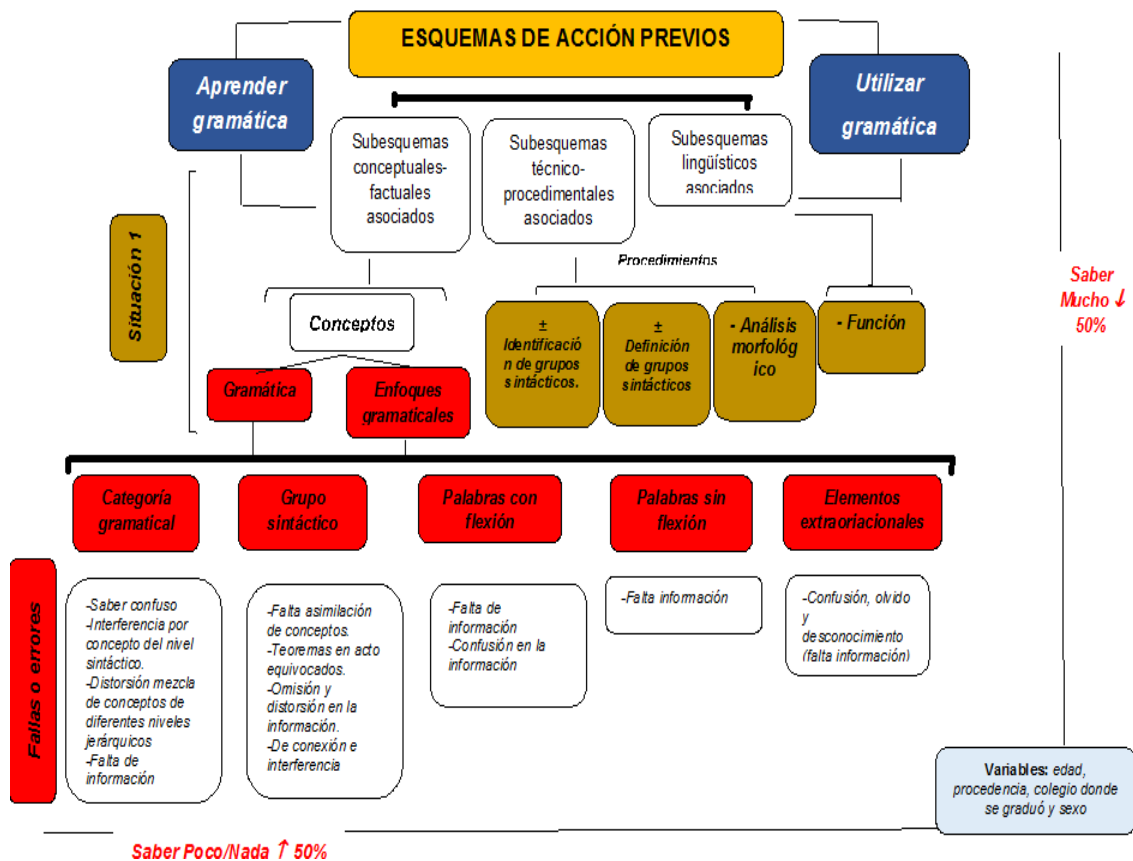 ESQUEMAS DE ACCIÓN PREVIOS
Aprender
gramática
Utilizar
gramática
Subesquemas
conceptuales-
factuales
asociados
Subesquemas
técnico-
procedimentales
asociados
Subesquemas
lingüísticos
asociados
Situación 1
Procedimientos
Conceptos
±
Identificació
n de grupos
sintácticos.
±
Definición
de grupos
sintácticos
- Análisis
morfológ
ico
- Función
Saber
Mucho ↓
50%
Gramática
Enfoques
gramaticales
Categoría
gramatical
Grupo
sintáctico
Palabras con
flexión
Palabras sin
flexión
Elementos
extraoriacionales
Fallas o errores
-Saber confuso
-Interferencia por
concepto del nivel
sintáctico.
-Distorsión mezcla
de conceptos de
diferentes niveles
jerárquicos
-Falta de
información
-Falta asimilación
de conceptos.
-Teoremas en acto
equivocados.
-Omisión y
distorsión en la
información.
-De conexión e
interferencia
-Falta de
información
-Confusión en la
información
-Falta información
-Confusión, olvido
y
desconocimiento
(falta información)
Variables: edad,
procedencia, colegio donde
se graduó y sexo
Saber Poco/Nada ↑ 50%